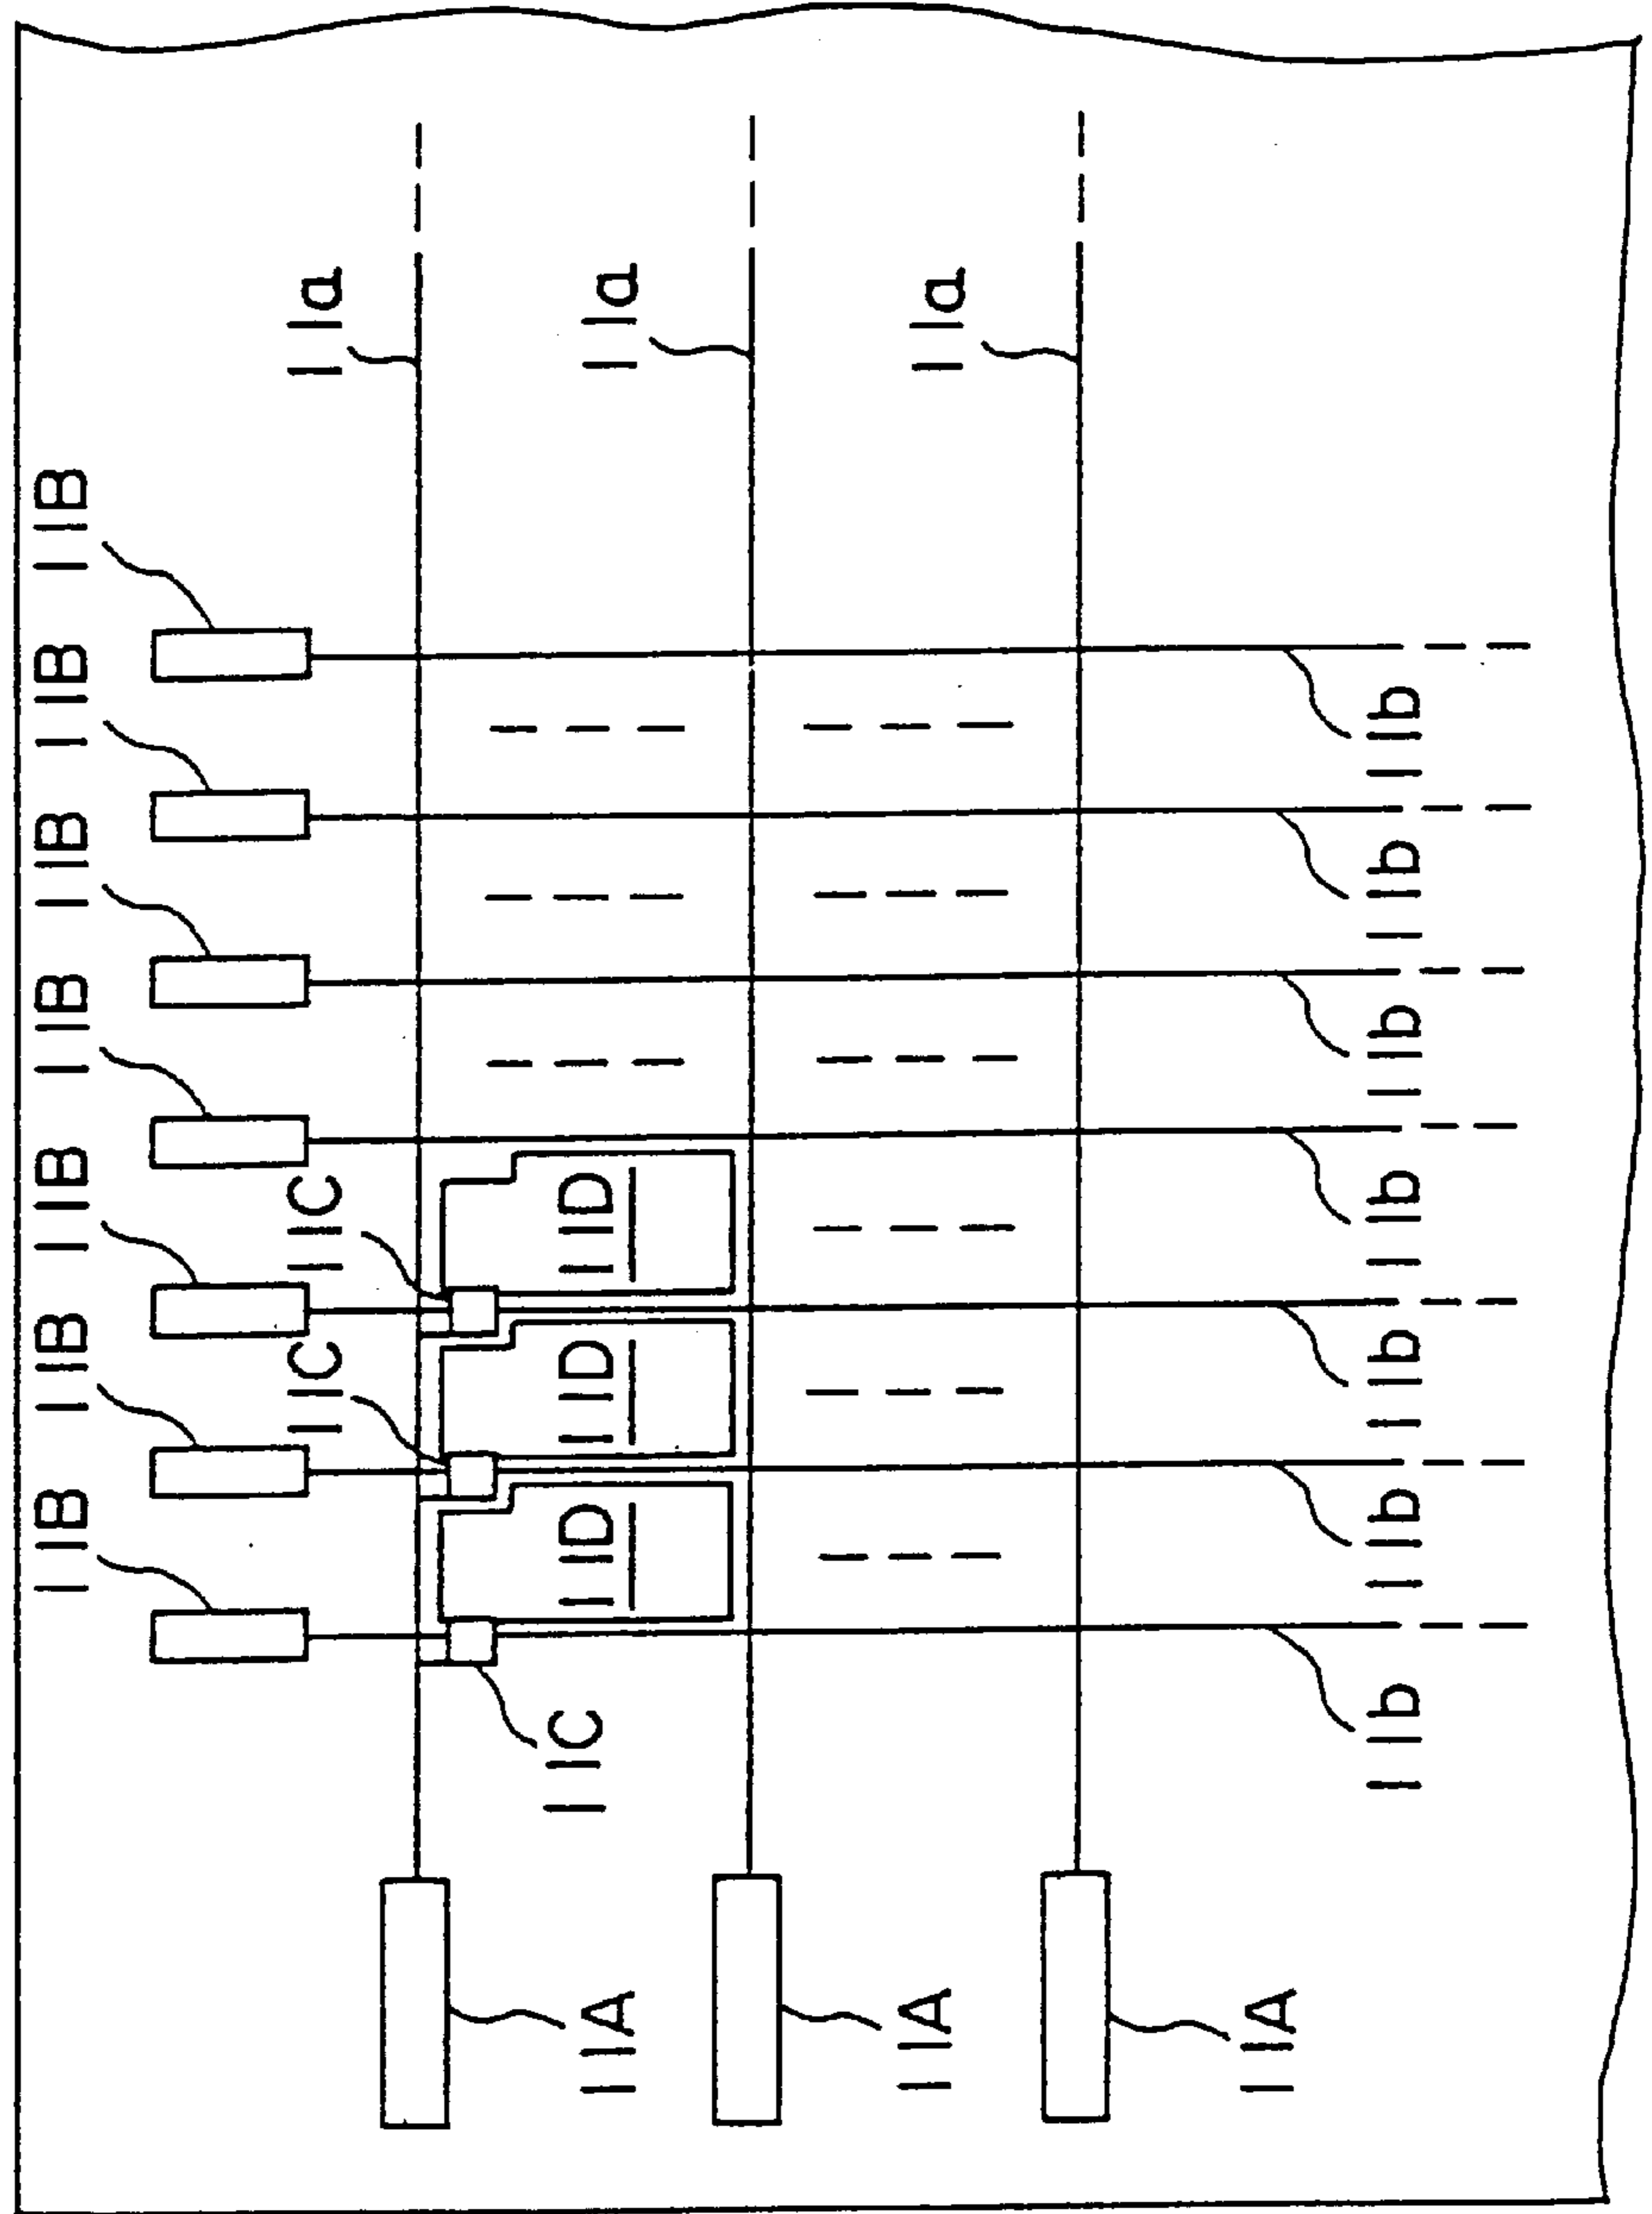 11B 11B 11B 11B 11B 11B 11B
11C 11C 11a
11A 11C 11D 11D 11D 11a
11A 11a
11A
11b 11b 11b 11b 11b 11b 11b